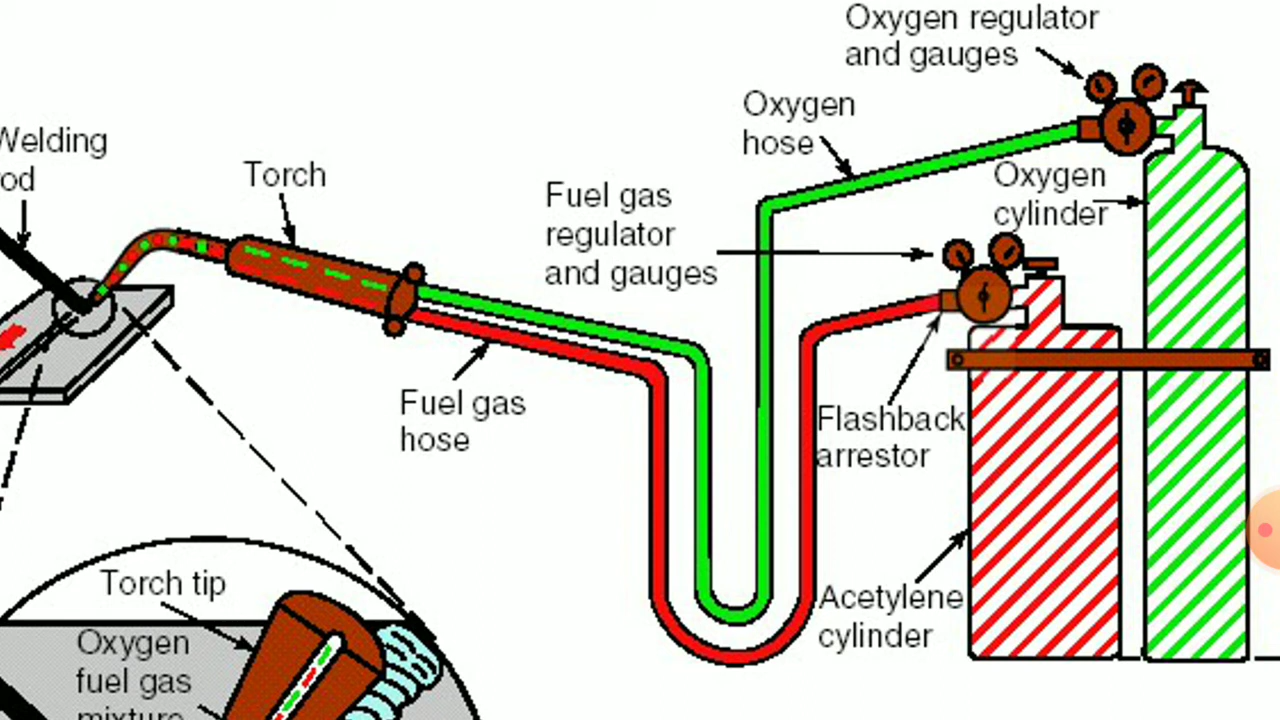 Oxygen regulator
and gauges
Oxygen
hose
Welding
od
Torch
Oxygen
cylinder
Fuel gas
regulator
and gauges
Fuel gas
hose
Flashback
arrestor
Acetylene
cylinder
Torch tip
Oxygen
fuel gas
mixture